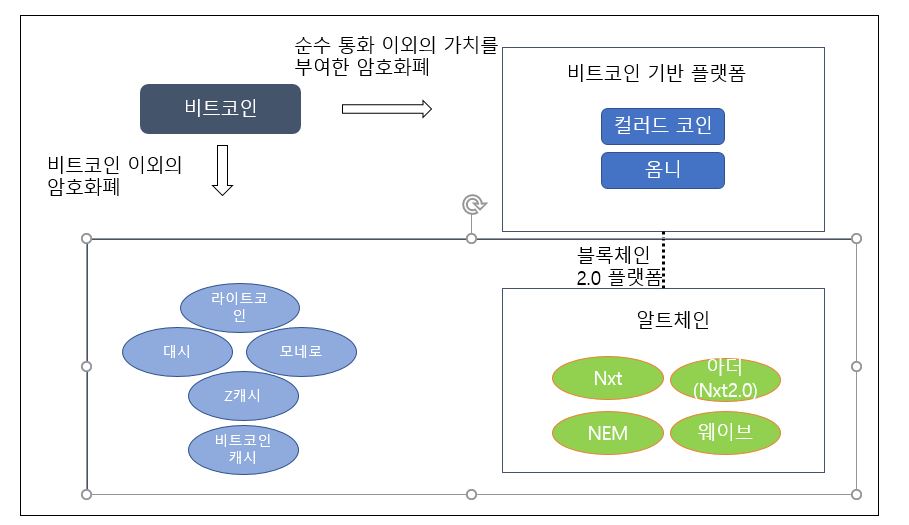 순수 통화 이외의 가치를
부여한 암호화폐
비트코인 기반 플랫폼
비트코인
컬러드 코인
옴니
비트코인 이외의
암호화폐
블록체인
2.0 플랫폼
라이트코
인
대시
모네로
Z캐시
비트코인
캐시
알트체인
Nxt
아더
(Nxt2.0)
NEM
웨이브